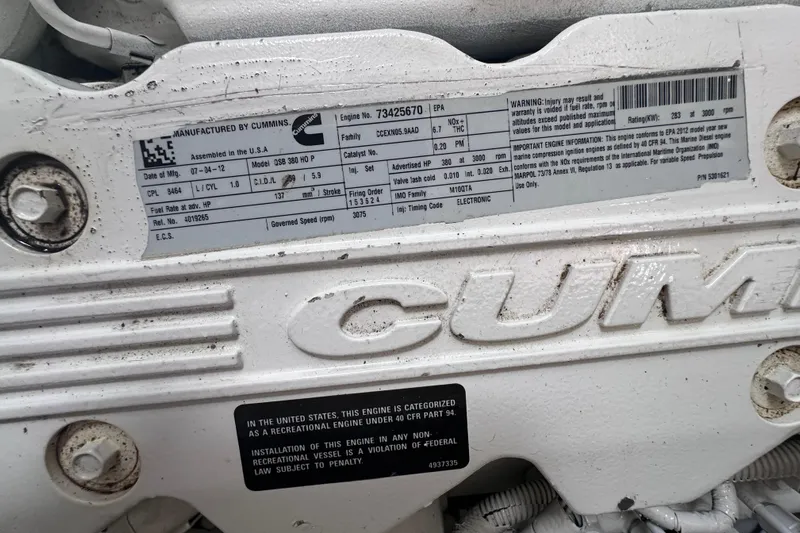 MANUFACTURED BY CUMMINS.
Cummins
Assembled in the U.S.A.
Date of Mfg. 07-04-12 Model QSB 380 HO P
CPL 8464 L / CYL 1.0 C.I.D./L / 5.9
Fuel Rate at adv. HP 137 mm³ / Stroke
Ref. No. 4019265 Governed Speed (rpm) 3075
E.C.S.
Engine No. 73425670
Family CCEXN05.9AAD
Catalyst No.
Inj. Set
Firing Order
1 5 3 6 2 4
EPA
6.7 NOx+
THC
0.20 PM
Advertised HP 380 at 3000 rpm
Valve lash cold 0.010 Int. 0.020 Exh.
IMO Family M10QTA
Inj: Timing Code ELECTRONIC
WARNING: Injury may result and
warranty is voided if fuel rate, rpm or
altitudes exceed published maximum
values for this model and application.
Rating(KW): 283 at 3000 rpm
IMPORTANT ENGINE INFORMATION: This engine conforms to EPA 2012 model year new
marine compression ignition engines as defined by 40 CFR 94. This Marine Diesel engine
conforms to the NOx requirements of the International Maritime Organization (IMO)
MARPOL 73/78 Annex VI, Regulation 13 as applicable. For variable Speed Propulsion
Use Only.
P/N 5301621
CUM
IN THE UNITED STATES, THIS ENGINE IS CATEGORIZED
AS A RECREATIONAL ENGINE UNDER 40 CFR PART 94.
INSTALLATION OF THIS ENGINE IN ANY NON-
RECREATIONAL VESSEL IS A VIOLATION OF FEDERAL
LAW SUBJECT TO PENALTY.
4937335